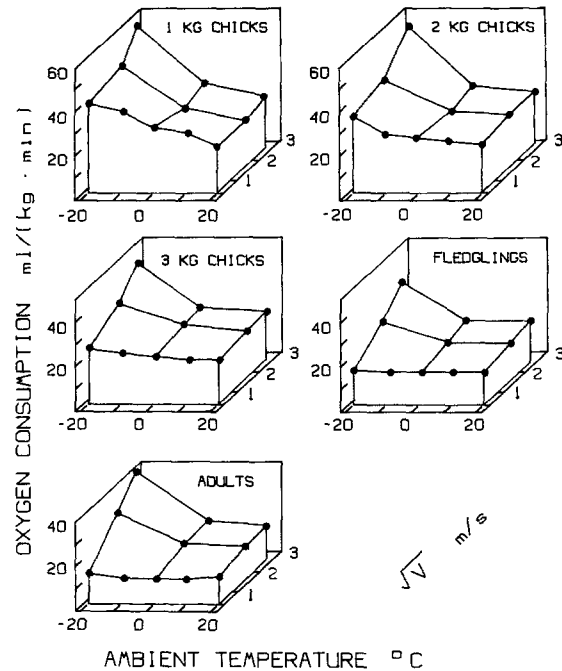 1 KG CHICKS
60
40
20
-20 0 20
1 2 3
2 KG CHICKS
60
40
20
-20 0 20
1 2 3
3 KG CHICKS
40
20
-20 0 20
1 2 3
FLEDGLINGS
40
20
-20 0 20
1 2 3
ADULTS
40
20
-20 0 20
1 2 3
OXYGEN CONSUMPTION ml/(kg · min)
√V m/s
AMBIENT TEMPERATURE °C